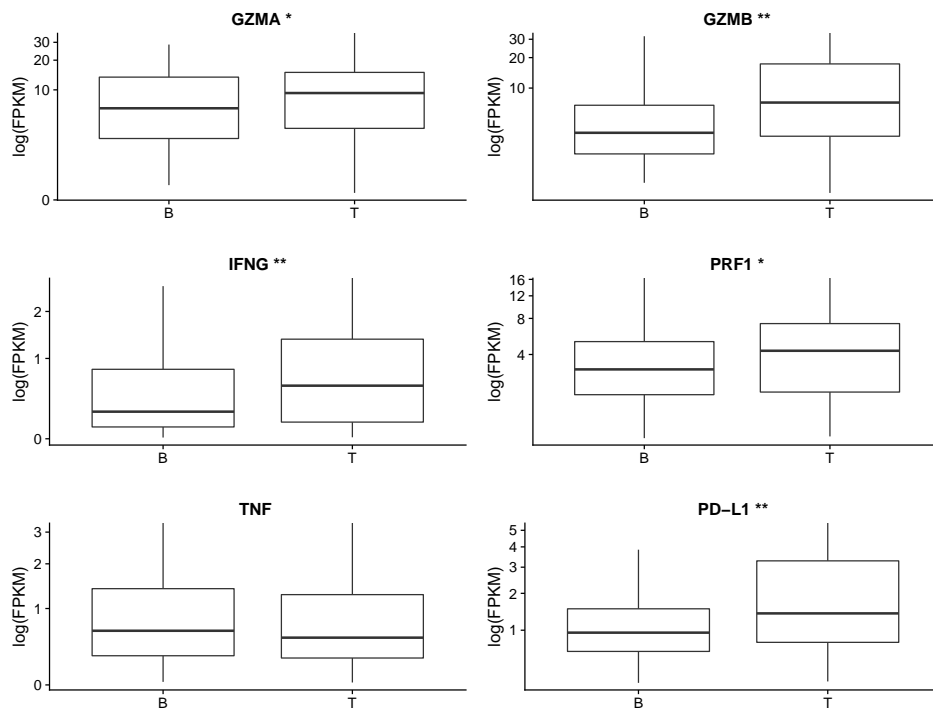 GZMA *
log(FPKM)
30
20
10
0
B T
GZMB **
log(FPKM)
30
20
10
B T
IFNG **
log(FPKM)
2
1
0
B T
PRF1 *
log(FPKM)
16
12
8
4
B T
TNF
log(FPKM)
3
2
1
0
B T
PD−L1 **
log(FPKM)
5
4
3
2
1
B T